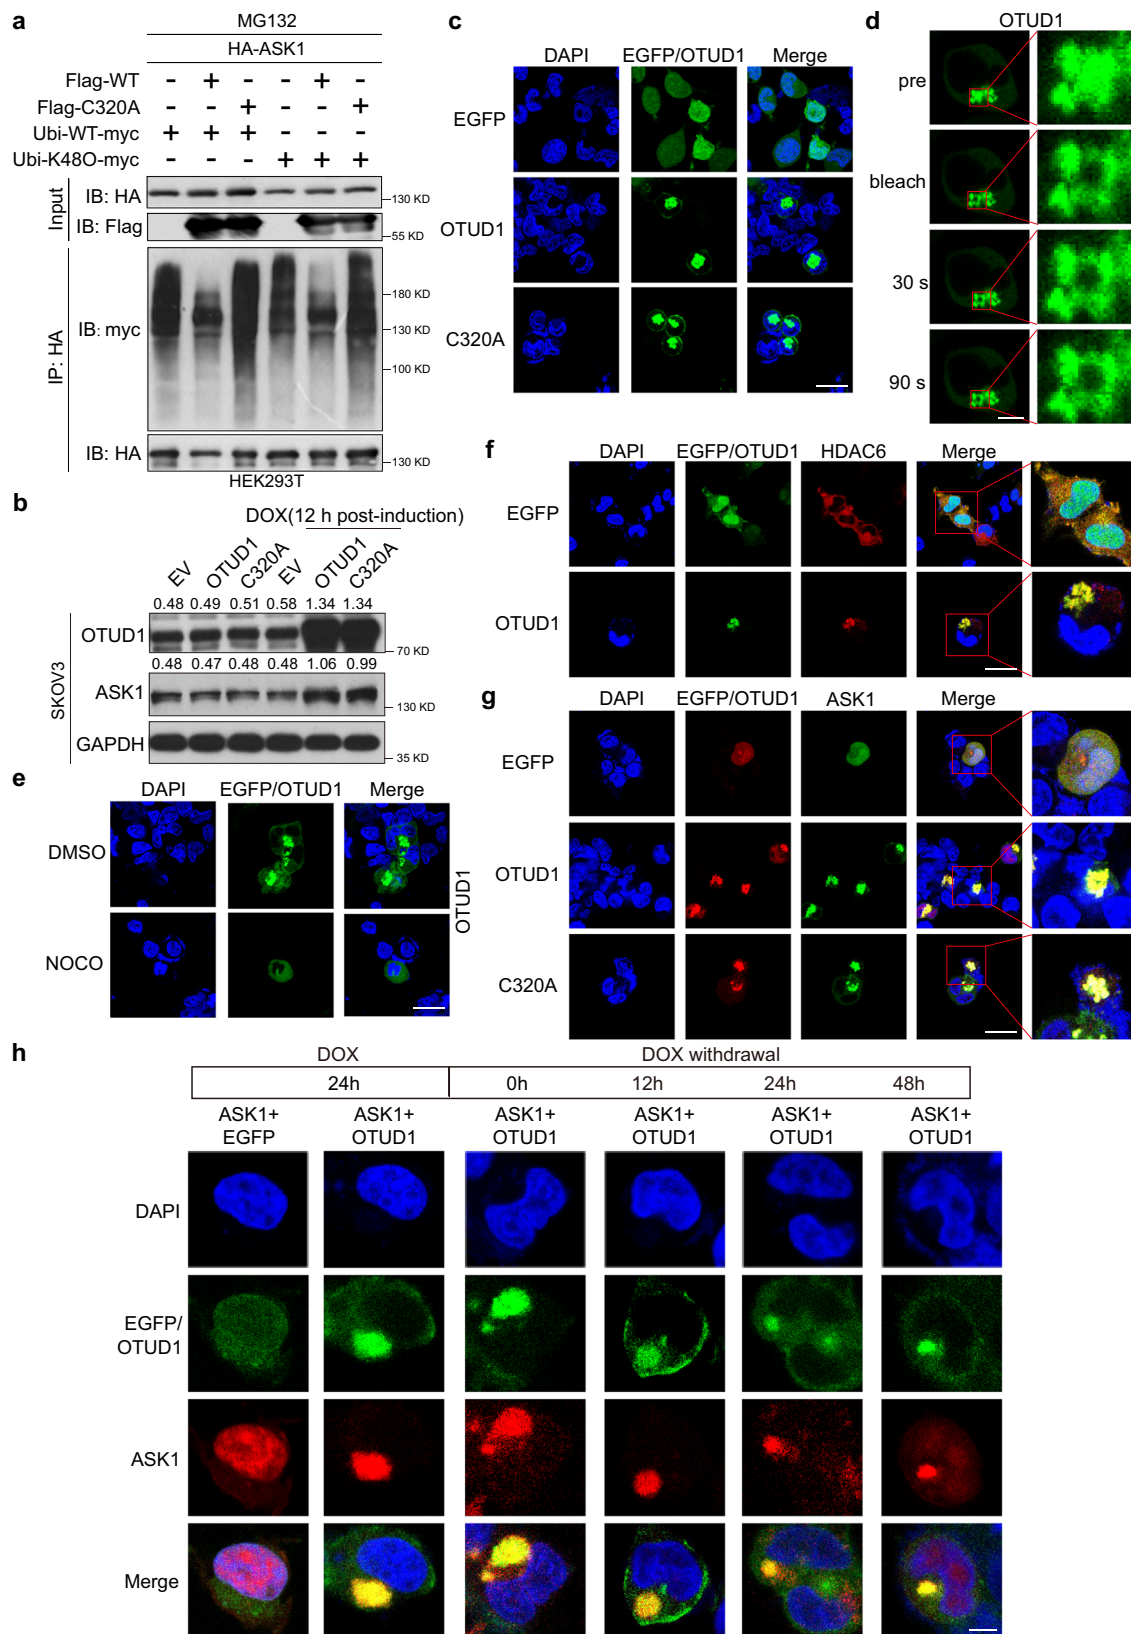 a
MG132
HA-ASK1
Flag-WT - + - - + -
Flag-C320A - - + - - +
Ubi-WT-myc + + + - - -
Ubi-K48O-myc - - - + + +
Input
IB: HA
130 KD
IB: Flag
55 KD
IP: HA
IB: myc
180 KD
130 KD
100 KD
IB: HA
130 KD
HEK293T
b
DOX(12 h post-induction)
EV OTUD1 C320A EV OTUD1 C320A
0.48 0.49 0.51 0.58 1.34 1.34
SKOV3
OTUD1
70 KD
0.48 0.47 0.48 0.48 1.06 0.99
ASK1
130 KD
GAPDH
35 KD
c
DAPI EGFP/OTUD1 Merge
EGFP
OTUD1
C320A
d
OTUD1
pre
bleach
30 s
90 s
e
DAPI EGFP/OTUD1 Merge
DMSO
NOCO
OTUD1
f
DAPI EGFP/OTUD1 HDAC6 Merge
EGFP
OTUD1
g
DAPI EGFP/OTUD1 ASK1 Merge
EGFP
OTUD1
C320A
h
DOX DOX withdrawal
24h 0h 12h 24h 48h
ASK1+ ASK1+ ASK1+ ASK1+ ASK1+ ASK1+
EGFP OTUD1 OTUD1 OTUD1 OTUD1 OTUD1
DAPI
EGFP/
OTUD1
ASK1
Merge